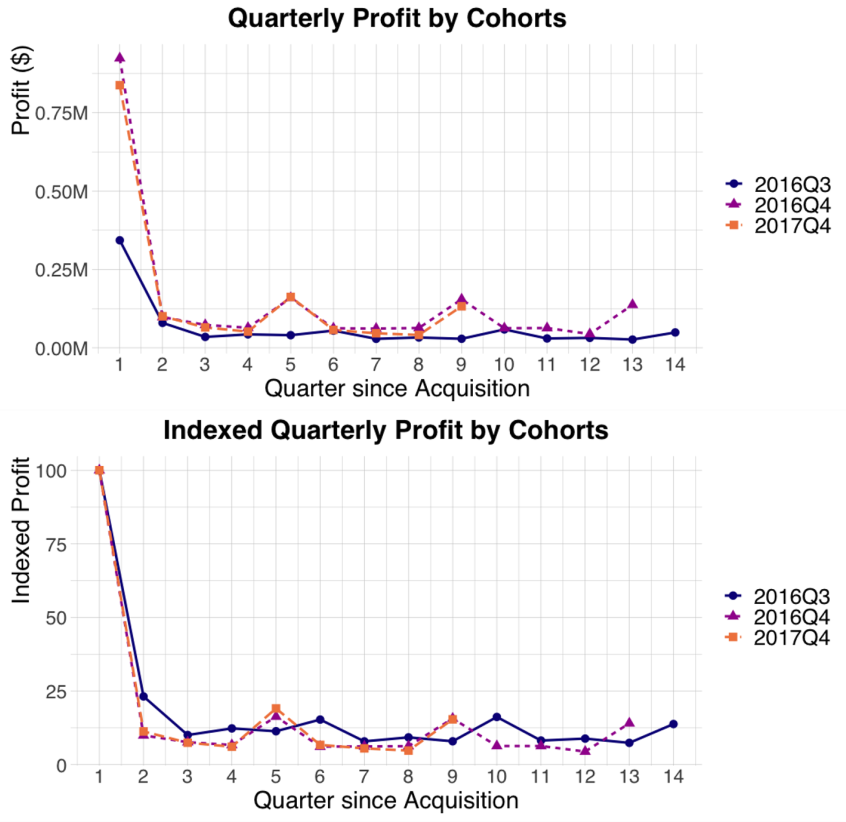 Quarterly Profit by Cohorts
Profit ($)
0.75M
0.50M
0.25M
0.00M
1 2 3 4 5 6 7 8 9 10 11 12 13 14
Quarter since Acquisition
2016Q3
2016Q4
2017Q4
Indexed Quarterly Profit by Cohorts
Indexed Profit
100
75
50
25
0
1 2 3 4 5 6 7 8 9 10 11 12 13 14
Quarter since Acquisition
2016Q3
2016Q4
2017Q4